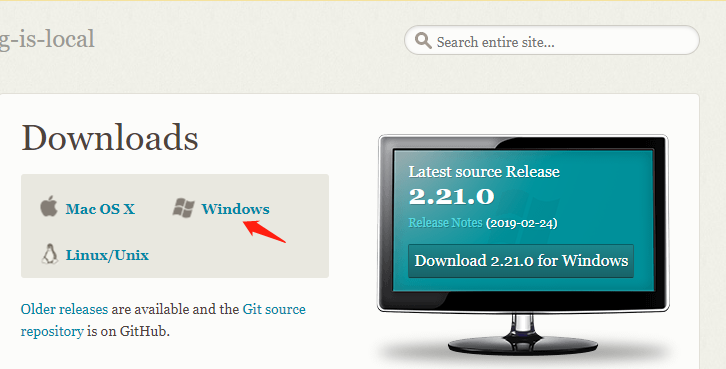 g-is-local
Search entire site...
Downloads
Mac OS X
Windows
Linux/Unix
Older releases are available and the Git source
repository is on GitHub.
Latest source Release
2.21.0
Release Notes (2019-02-24)
Download 2.21.0 for Windows